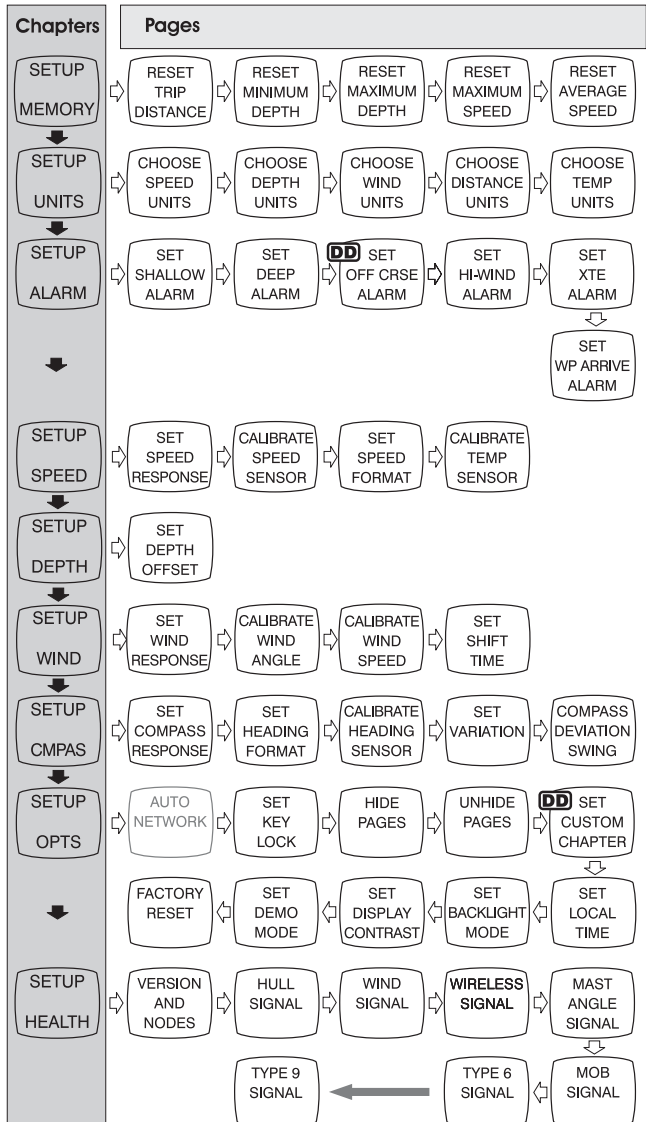 Chapters Pages
SETUP MEMORY
RESET TRIP DISTANCE
RESET MINIMUM DEPTH
RESET MAXIMUM DEPTH
RESET MAXIMUM SPEED
RESET AVERAGE SPEED
SETUP UNITS
CHOOSE SPEED UNITS
CHOOSE DEPTH UNITS
CHOOSE WIND UNITS
CHOOSE DISTANCE UNITS
CHOOSE TEMP UNITS
SETUP ALARM
SET SHALLOW ALARM
SET DEEP ALARM
DD SET OFF CRSE ALARM
SET HI-WIND ALARM
SET XTE ALARM
SET WP ARRIVE ALARM
SETUP SPEED
SET SPEED RESPONSE
CALIBRATE SPEED SENSOR
SET SPEED FORMAT
CALIBRATE TEMP SENSOR
SETUP DEPTH
SET DEPTH OFFSET
SETUP WIND
SET WIND RESPONSE
CALIBRATE WIND ANGLE
CALIBRATE WIND SPEED
SET SHIFT TIME
SETUP CMPAS
SET COMPASS RESPONSE
SET HEADING FORMAT
CALIBRATE HEADING SENSOR
SET VARIATION
COMPASS DEVIATION SWING
SETUP OPTS
AUTO NETWORK
SET KEY LOCK
HIDE PAGES
UNHIDE PAGES
DD SET CUSTOM CHAPTER
SET LOCAL TIME
SET BACKLIGHT MODE
SET DISPLAY CONTRAST
SET DEMO MODE
FACTORY RESET
SETUP HEALTH
VERSION AND NODES
HULL SIGNAL
WIND SIGNAL
WIRELESS SIGNAL
MAST ANGLE SIGNAL
MOB SIGNAL
TYPE 6 SIGNAL
TYPE 9 SIGNAL